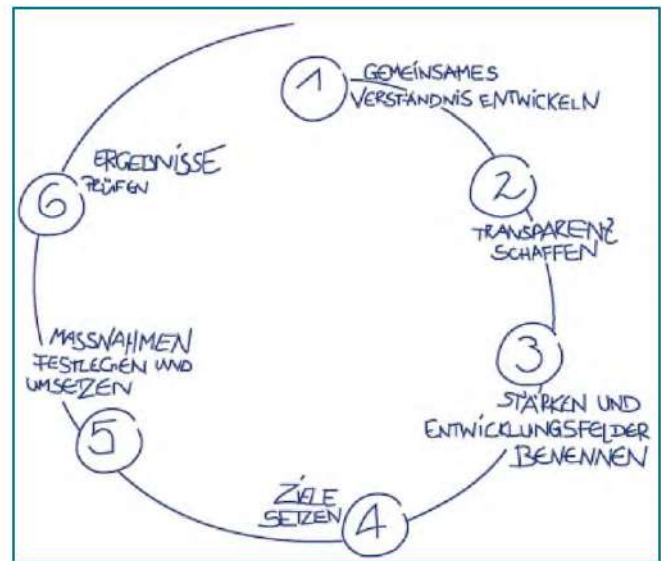 1
GEMEINSAMES
VERSTÄNDNIS ENTWICKELN
2
TRANSPARENZ
SCHAFFEN
3
STÄRKEN UND
ENTWICKLUNGSFELDER
BENENNEN
4
ZIELE
SETZEN
5
MASSNAHMEN
FESTLEGEN UND
UMSETZEN
6
ERGEBNISSE
PRÜFEN